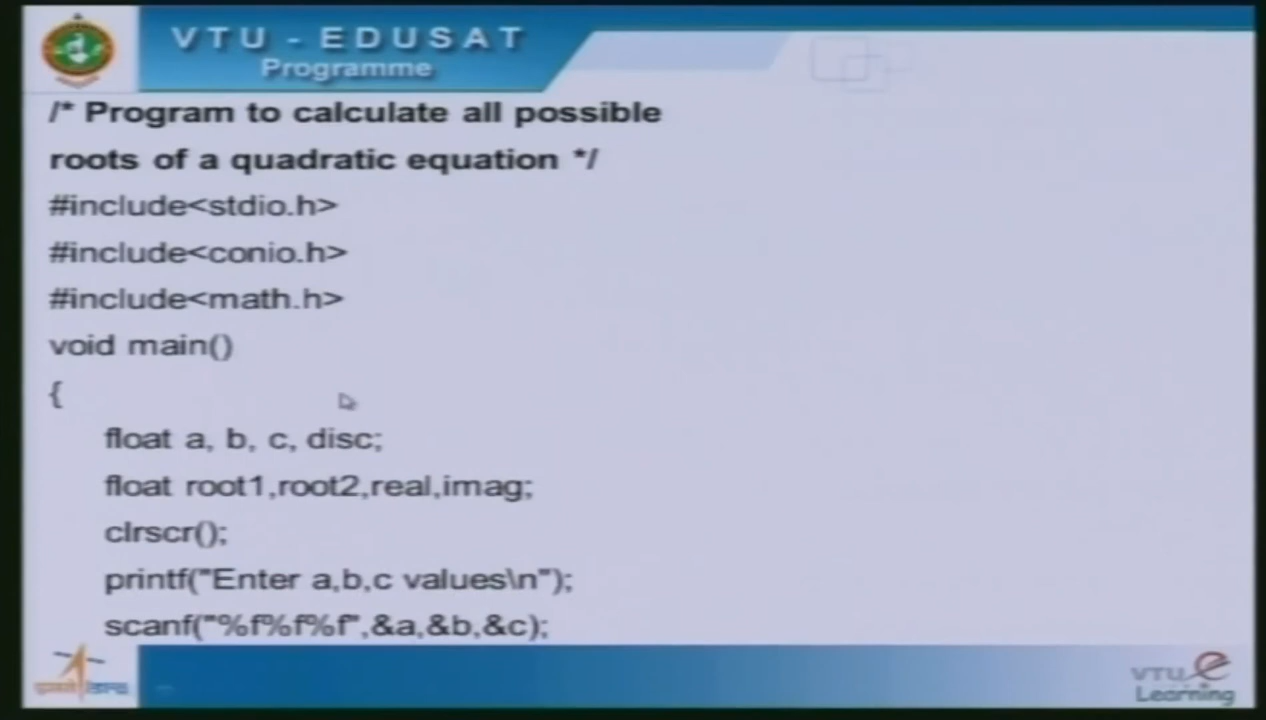 VTU - EDUSAT
Programme
/* Program to calculate all possible
roots of a quadratic equation */
#include<stdio.h>
#include<conio.h>
#include<math.h>
void main()
{
float a, b, c, disc;
float root1,root2,real,imag;
clrscr();
printf("Enter a,b,c values\n");
scanf("%f%f%f",&a,&b,&c);
VTU e
Learning